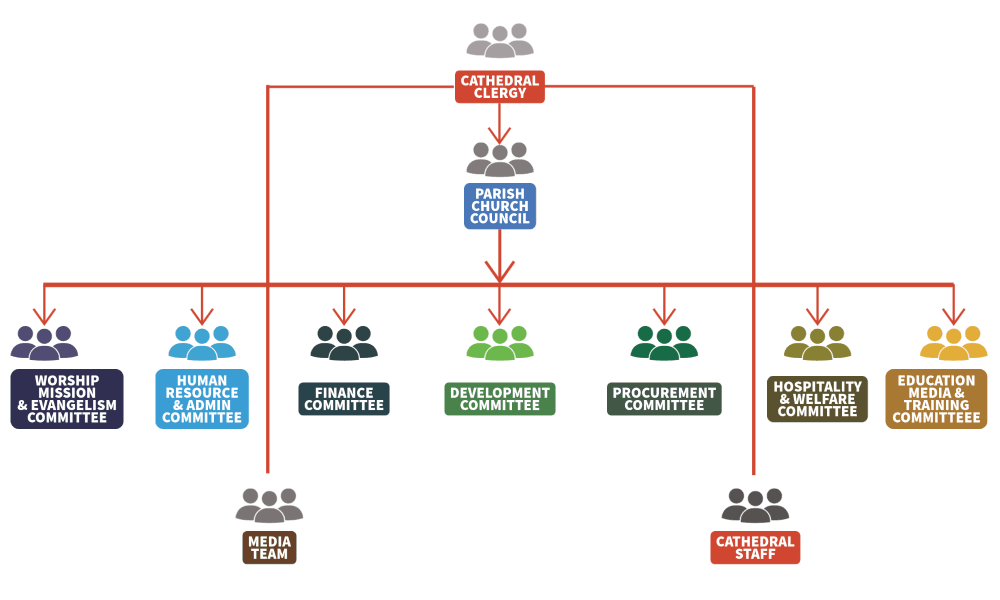 CATHEDRAL
CLERGY
PARISH
CHURCH
COUNCIL
WORSHIP
MISSION
& EVANGELISM
COMMITTEE
HUMAN
RESOURCE
& ADMIN
COMMITTEE
FINANCE
COMMITTEE
DEVELOPMENT
COMMITTEE
PROCUREMENT
COMMITTEE
HOSPITALITY
& WELFARE
COMMITTEE
EDUCATION
MEDIA &
TRAINING
COMMITTEEE
MEDIA
TEAM
CATHEDRAL
STAFF